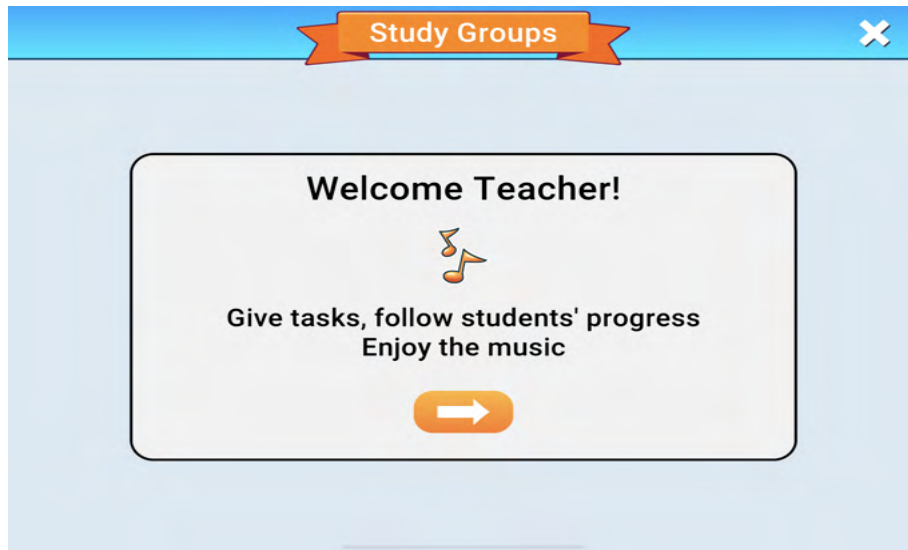 Study Groups
Welcome Teacher!
Give tasks, follow students' progress
Enjoy the music